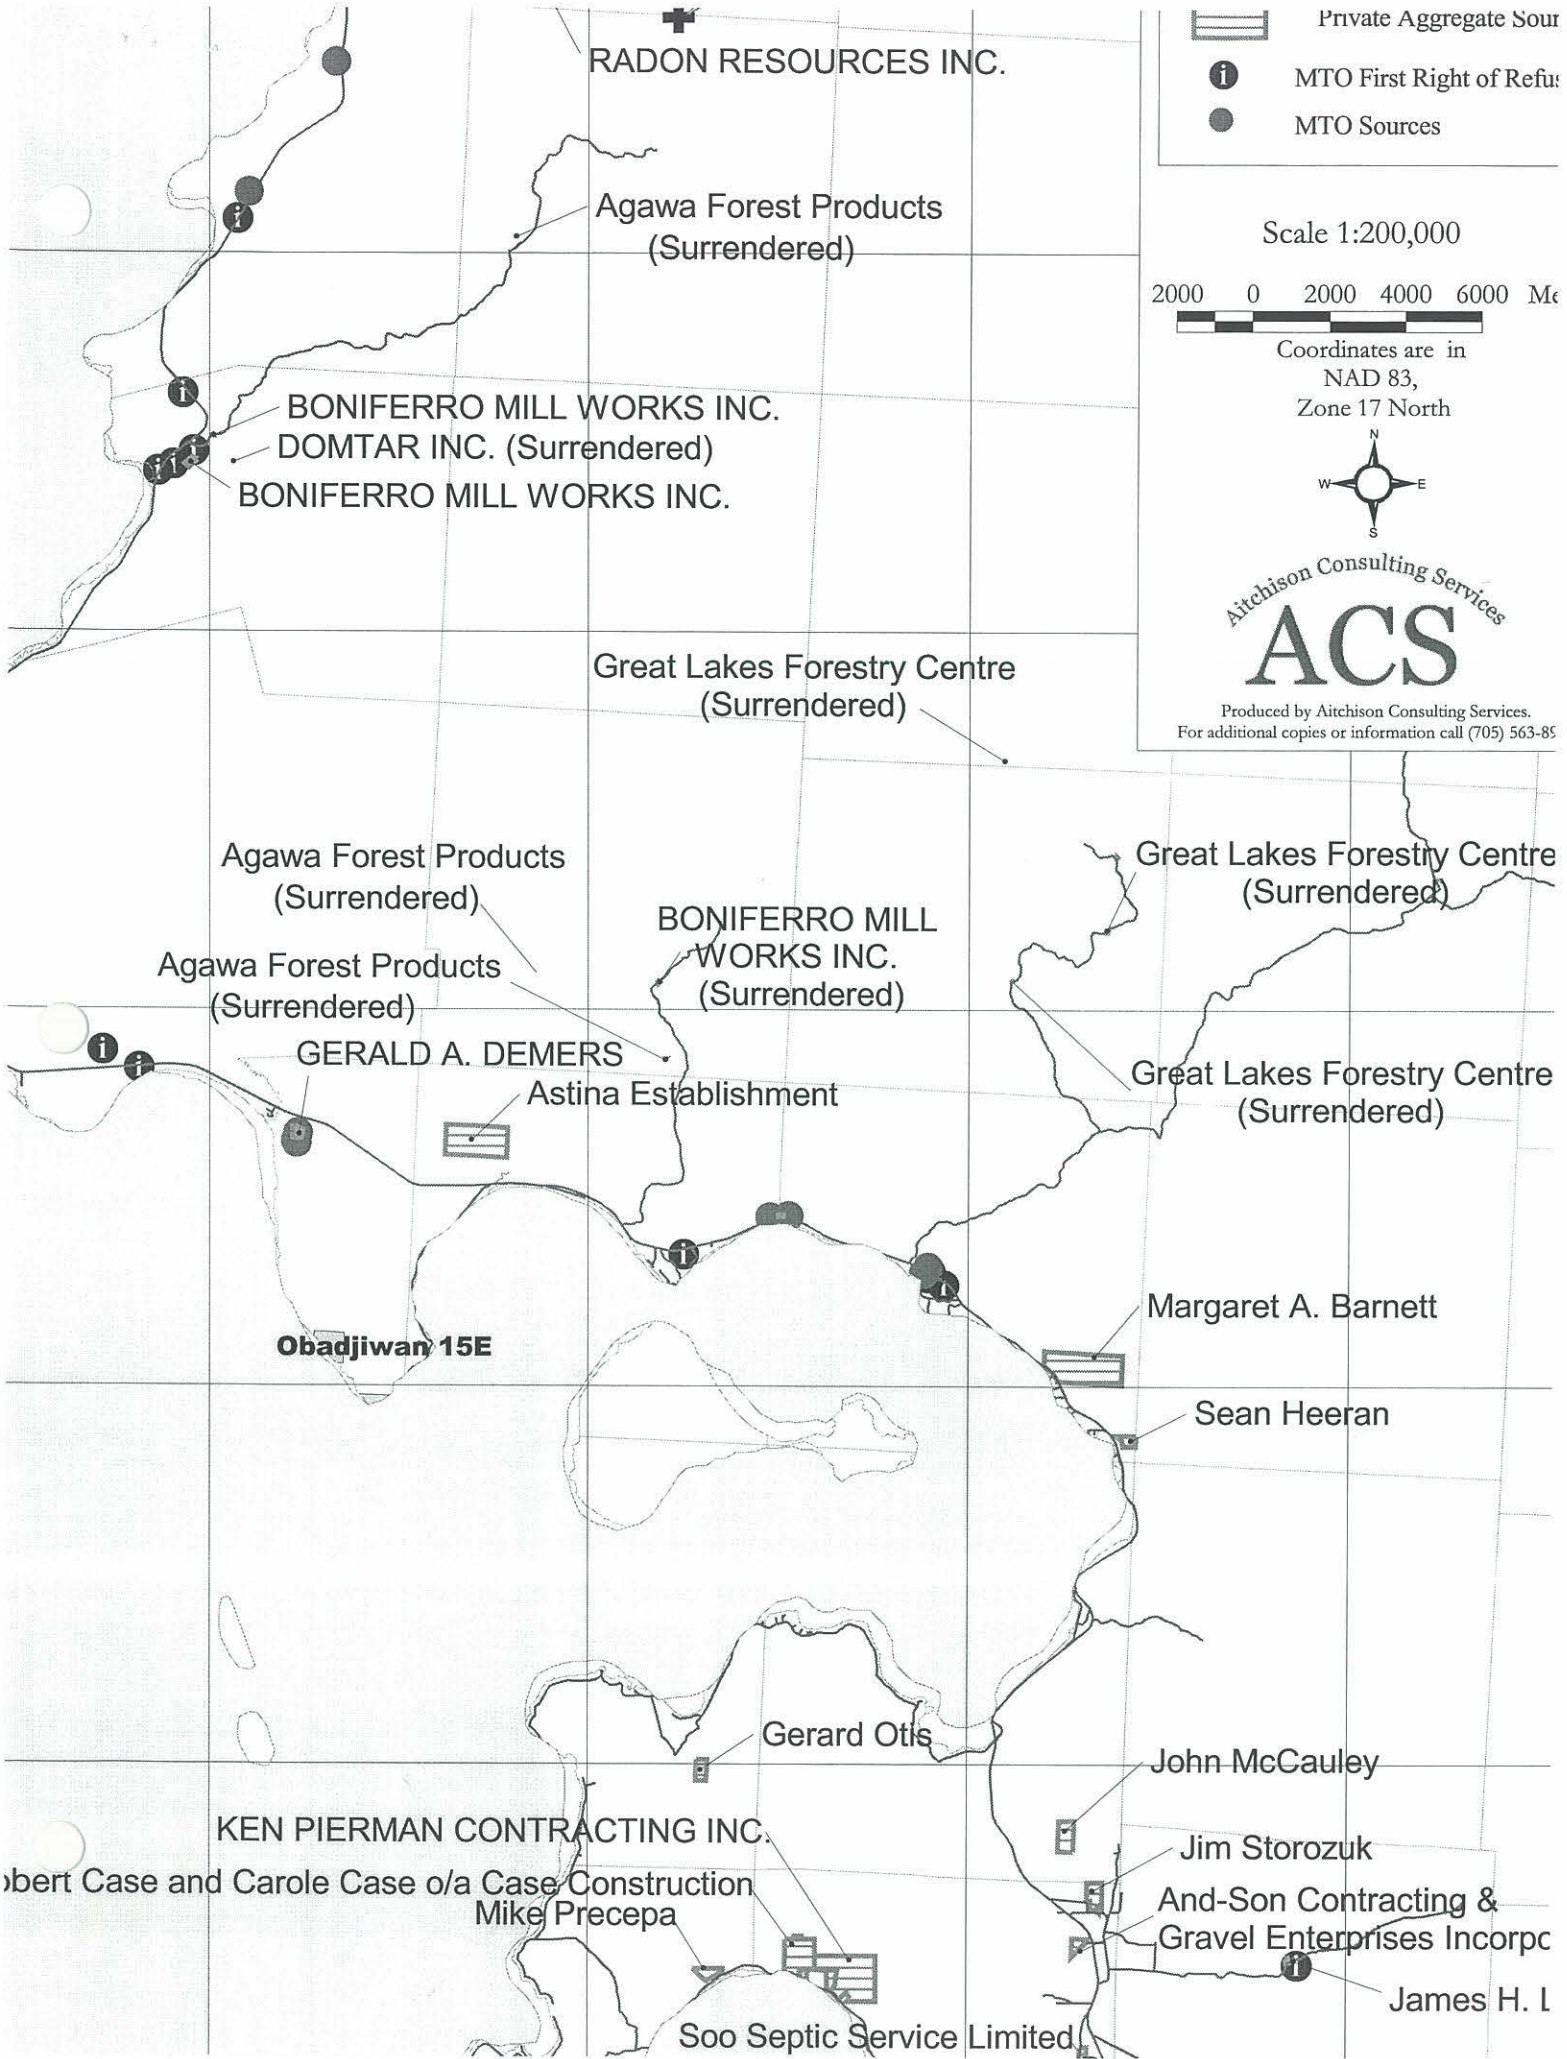 Private Aggregate
MTO First Right of
MTO Sources
RADON RESOURCES INC.
Agawa Forest Products
(Surrendered)
Scale 1:200,000
2000 0 2000 4000 6000
Coordinates are in
NAD 83,
Zone 17 North
N
W E
S
Aitchison Consulting Services
ACS
Produced by Aitchison Consulting Services.
For additional copies or information call (705)
BONIFERRO MILL WORKS INC.
DOMTAR INC. (Surrendered)
BONIFERRO MILL WORKS INC.
Great Lakes Forestry Centre
(Surrendered)
Agawa Forest Products
(Surrendered)
Great Lakes Forestry Centre
(Surrendered)
BONIFERRO MILL
WORKS INC.
(Surrendered)
Agawa Forest Products
(Surrendered)
GERALD A. DEMERS
Astina Establishment
Great Lakes Forestry Centre
(Surrendered)
Margaret A. Barnett
Obadjiwan 15E
Sean Heeran
Gerard Otis
John McCauley
KEN PIERMAN CONTRACTING INC.
Jim Storozuk
Case and Carole Case o/a Case Construction
Mike Precepa
And-Son Contracting &
Gravel Enterprises
James H.
Soo Septic Service Limited